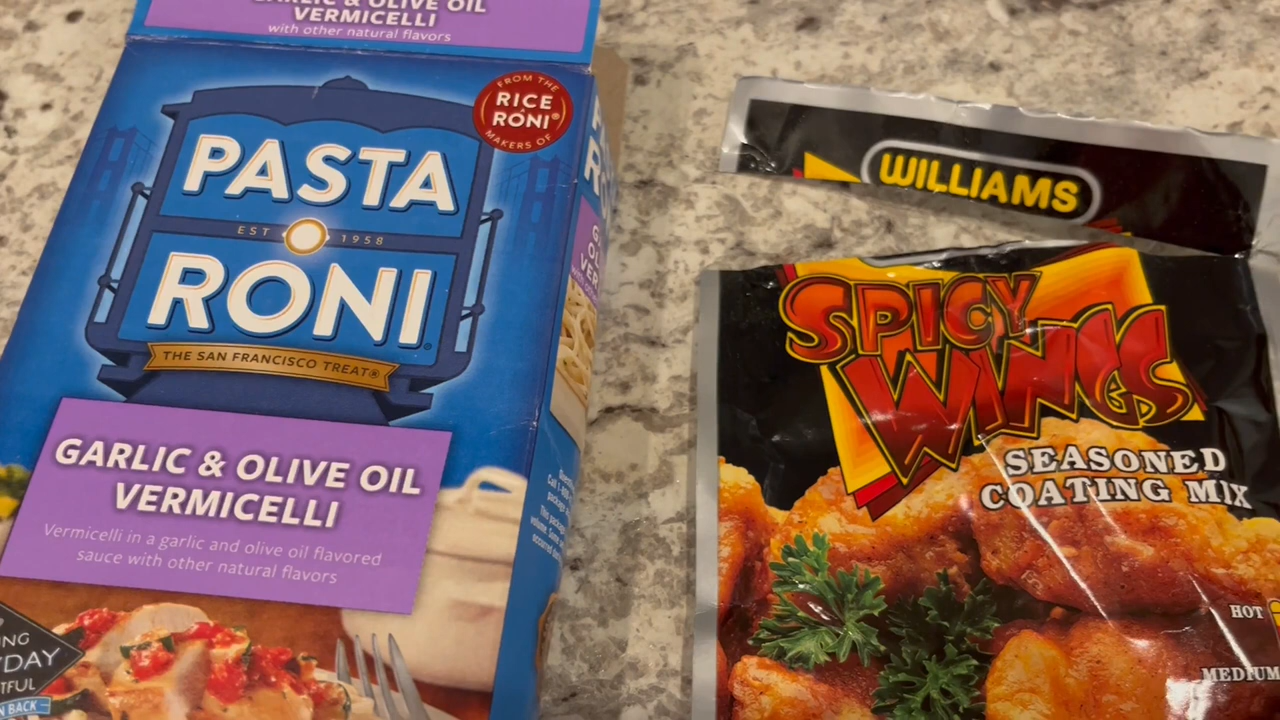 GARLIC & OLIVE OIL
VERMICELLI
with other natural flavors
FROM THE
RICE
A
RONI®
MAKERS OF
PASTA
EST 1958
RONI®
THE SAN FRANCISCO TREAT®
GARLIC & OLIVE OIL
VERMICELLI
Vermicelli in a garlic and olive oil flavored
sauce with other natural flavors
WILLIAMS
SPICY
WINGS
SEASONED
COATING MIX
HOT
MEDIUM